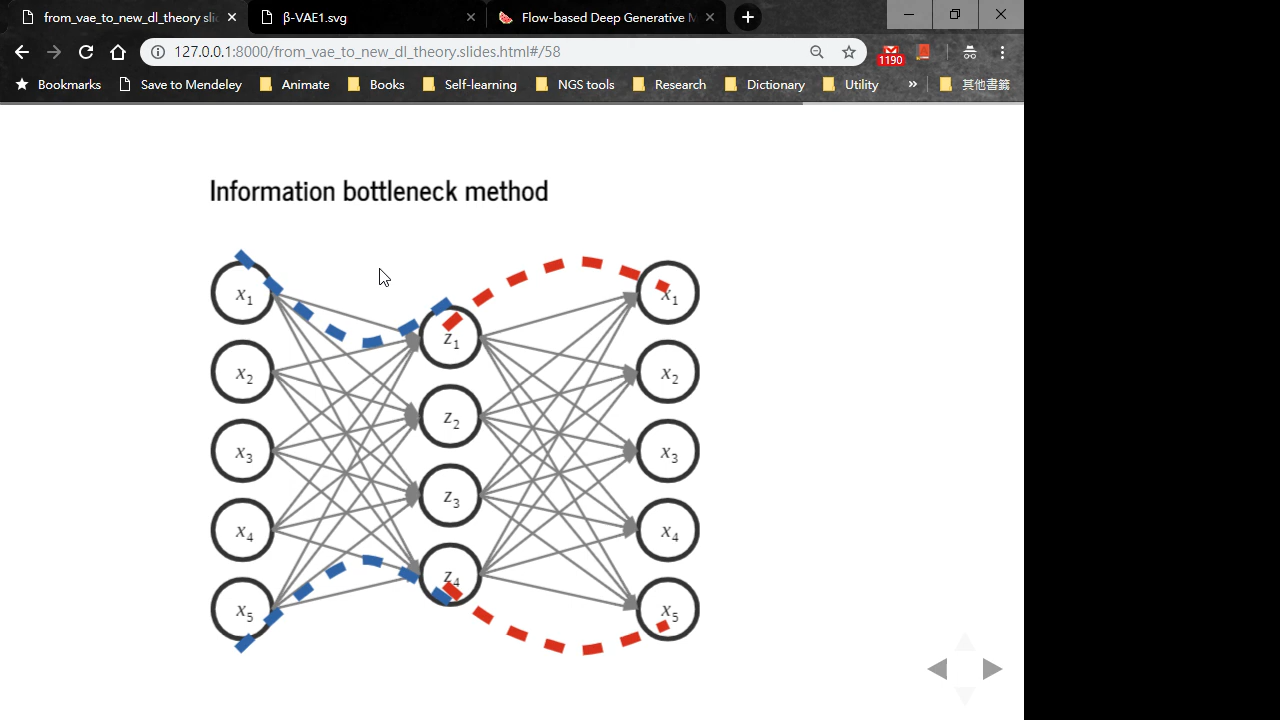 from_vae_to_new_dl_theory slid
β-VAE1.svg
Flow-based Deep Generative M
127.0.0.1:8000/from_vae_to_new_dl_theory.slides.html#/58
1190
Bookmarks Save to Mendeley Animate Books Self-learning NGS tools Research Dictionary Utility » 其他書籤
Information bottleneck method
x1 z1 x1
x2 z2 x2
x3 z3 x3
x4 z4 x4
x5 x5